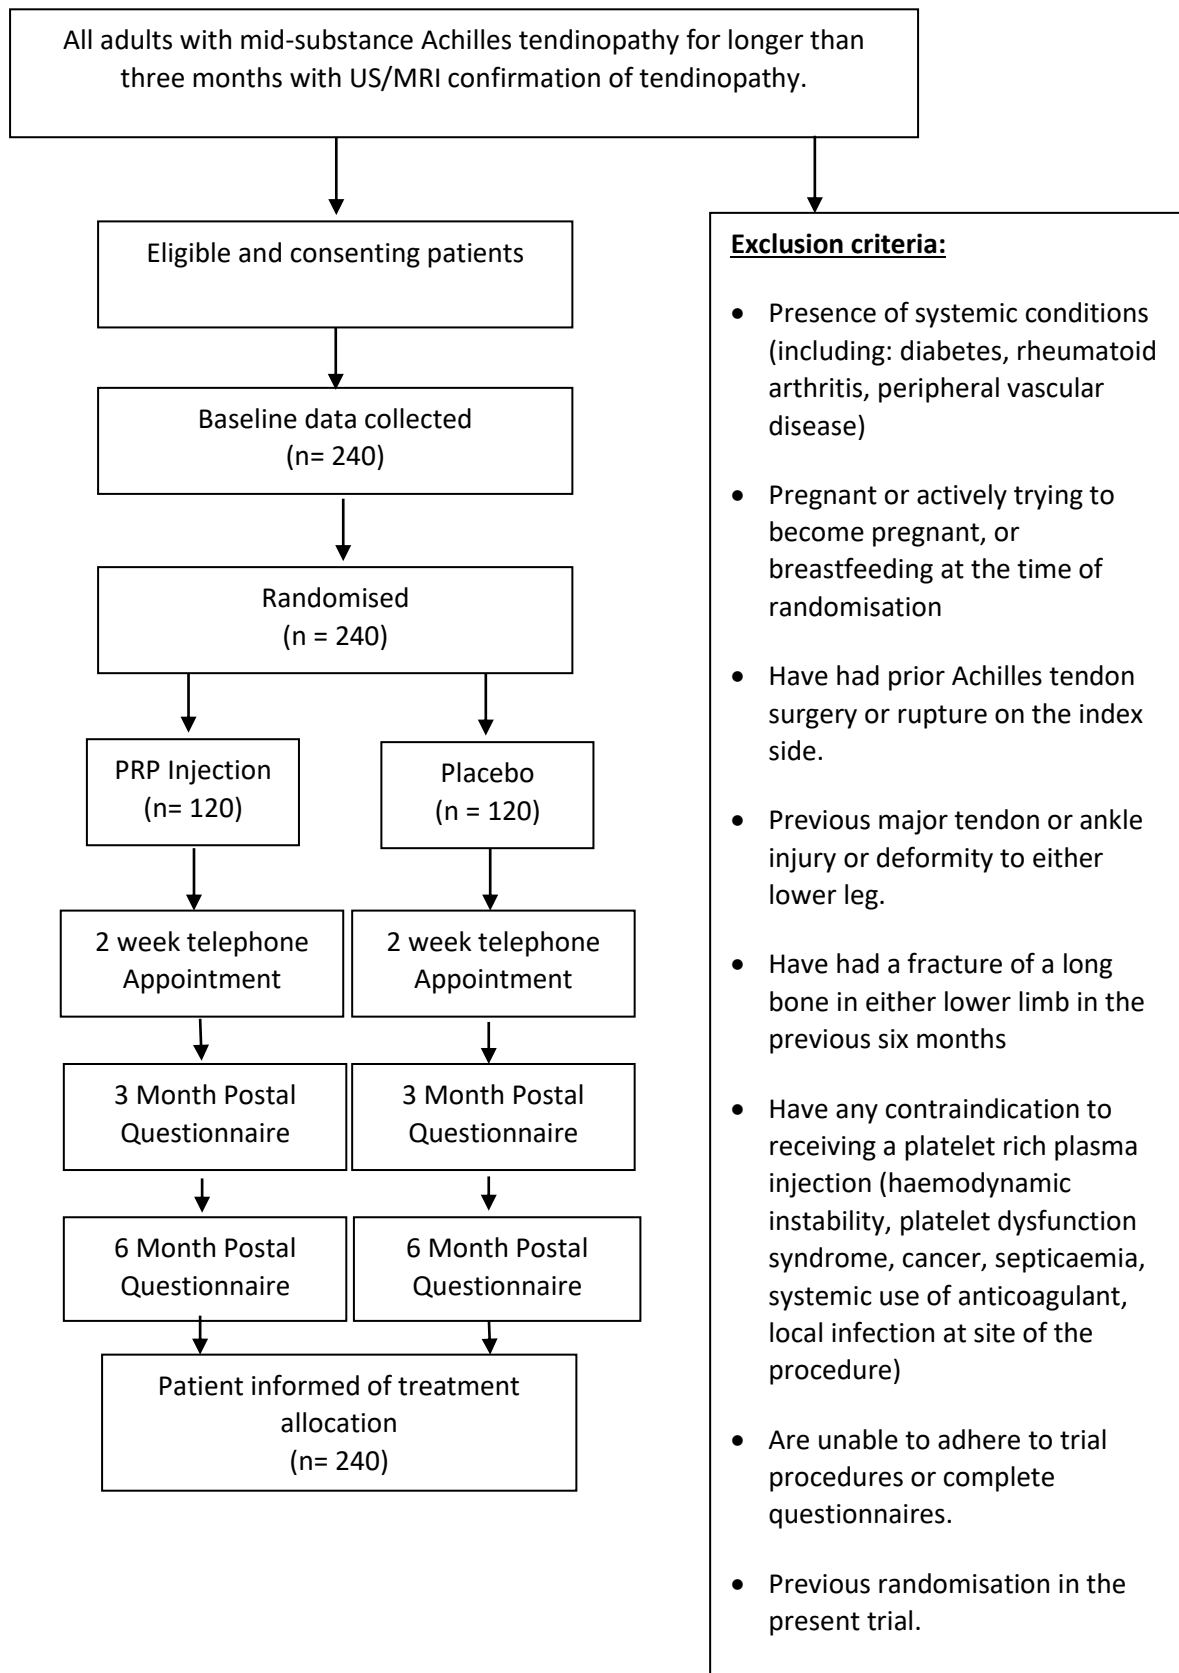 All adults with mid-substance Achilles tendinopathy for longer than
three months with US/MRI confirmation of tendinopathy.
Eligible and consenting patients
Baseline data collected
(n= 240)
Randomised
(n = 240)
PRP Injection
(n= 120)
Placebo
(n = 120)
2 week telephone
Appointment
2 week telephone
Appointment
3 Month Postal
Questionnaire
3 Month Postal
Questionnaire
6 Month Postal
Questionnaire
6 Month Postal
Questionnaire
Patient informed of treatment
allocation
(n= 240)
Exclusion criteria:
• Presence of systemic conditions
(including: diabetes, rheumatoid
arthritis, peripheral vascular
disease)
• Pregnant or actively trying to
become pregnant, or
breastfeeding at the time of
randomisation
• Have had prior Achilles tendon
surgery or rupture on the index
side.
• Previous major tendon or ankle
injury or deformity to either
lower leg.
• Have had a fracture of a long
bone in either lower limb in the
previous six months
• Have any contraindication to
receiving a platelet rich plasma
injection (haemodynamic
instability, platelet dysfunction
syndrome, cancer, septicaemia,
systemic use of anticoagulant,
local infection at site of the
procedure)
• Are unable to adhere to trial
procedures or complete
questionnaires.
• Previous randomisation in the
present trial.